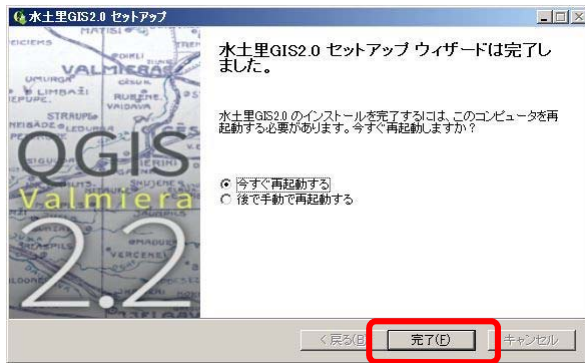 水土里GIS2.0 セットアップ
水土里GIS2.0 セットアップ ウィザードは完了し
ました。
水土里GIS2.0 のインストールを完了するには、このコンピュータを再
起動する必要があります。今すぐ再起動しますか？
今すぐ再起動する
後で手動で再起動する
VALMIERA
QGIS
Valmiera
2.2
< 戻る(B
完了(F)
キャンセル